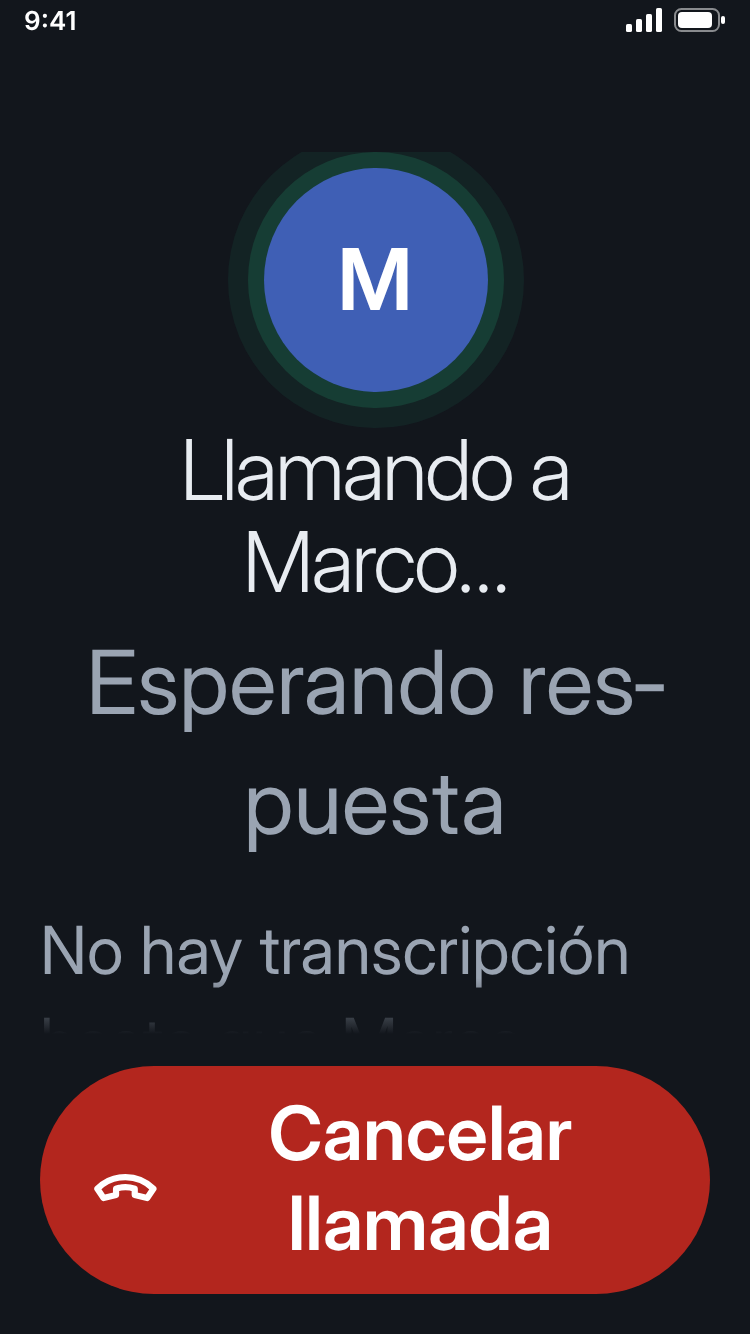 9:41
M
Llamando a
Marco...
Esperando res-
puesta
No hay transcripción
Cancelar
llamada